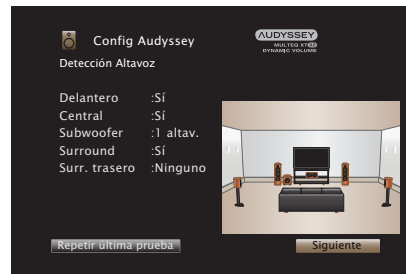 Config Audyssey
AUDYSSEY
MULTEQ XT32
DYNAMIC VOLUME
Detección Altavoz
Delantero :Sí
Central :Sí
Subwoofer :1 altav.
Surround :Sí
Surr. trasero :Ninguno
Repetir última prueba
Siguiente